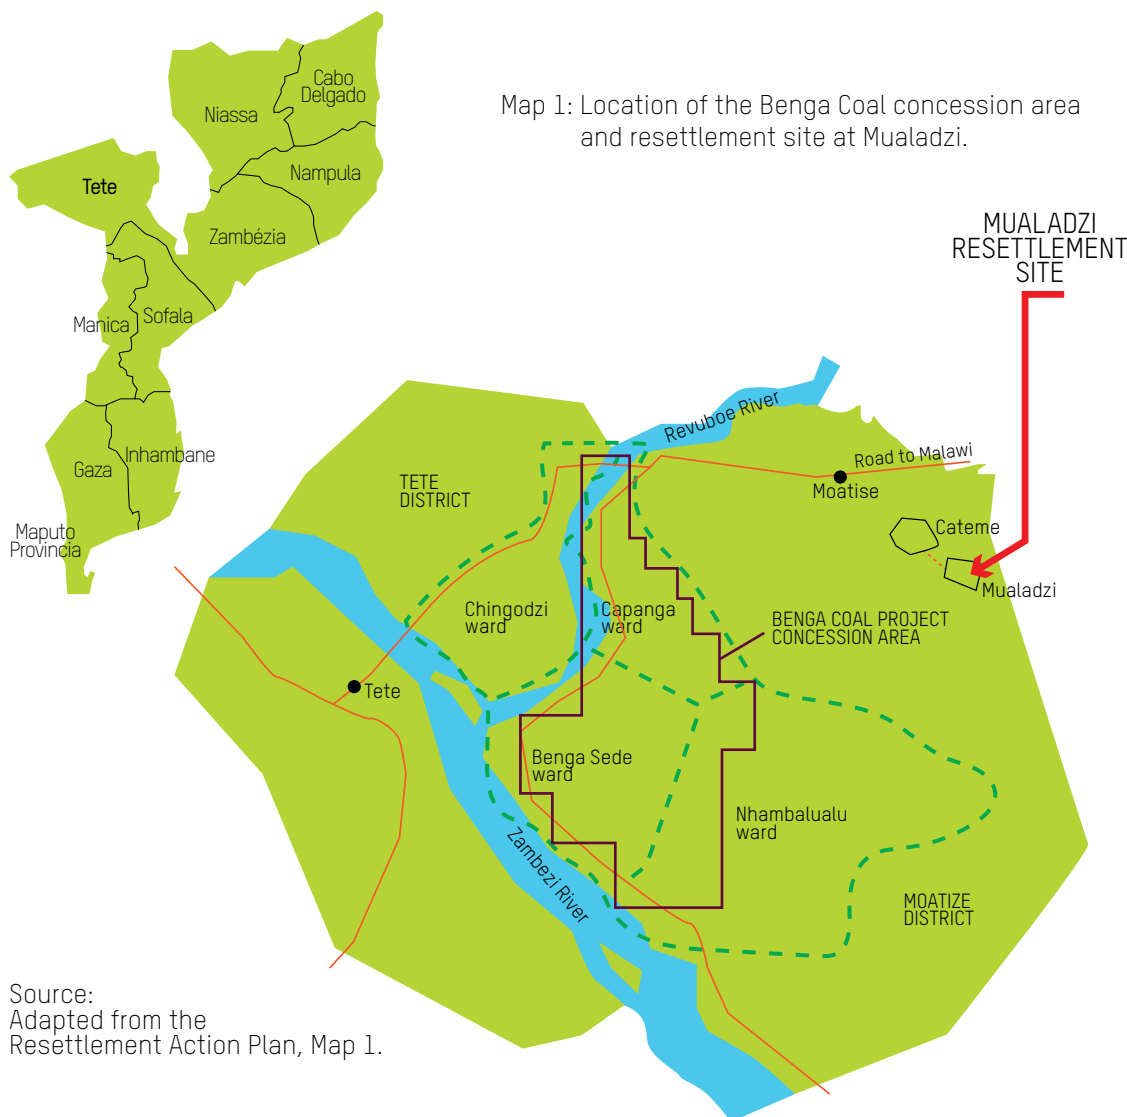 Map 1: Location of the Benga Coal concession area
and resettlement site at Mualadzi.
Cabo
Delgado
Niassa
Nampula
Tete
Zambézia
Manica
Sofala
Inhambane
Gaza
Maputo
Provincia
MUALADZI
RESETTLEMENT
SITE
Revuboe River
Road to Malawi
Moatise
TETE
DISTRICT
Cateme
Mualadzi
Chingodzi
ward
Capanga
ward
BENGA COAL PROJECT
CONCESSION AREA
Tete
Benga Sede
ward
Nhambalualu
ward
Zambezi River
MOATIZE
DISTRICT
Source:
Adapted from the
Resettlement Action Plan, Map 1.